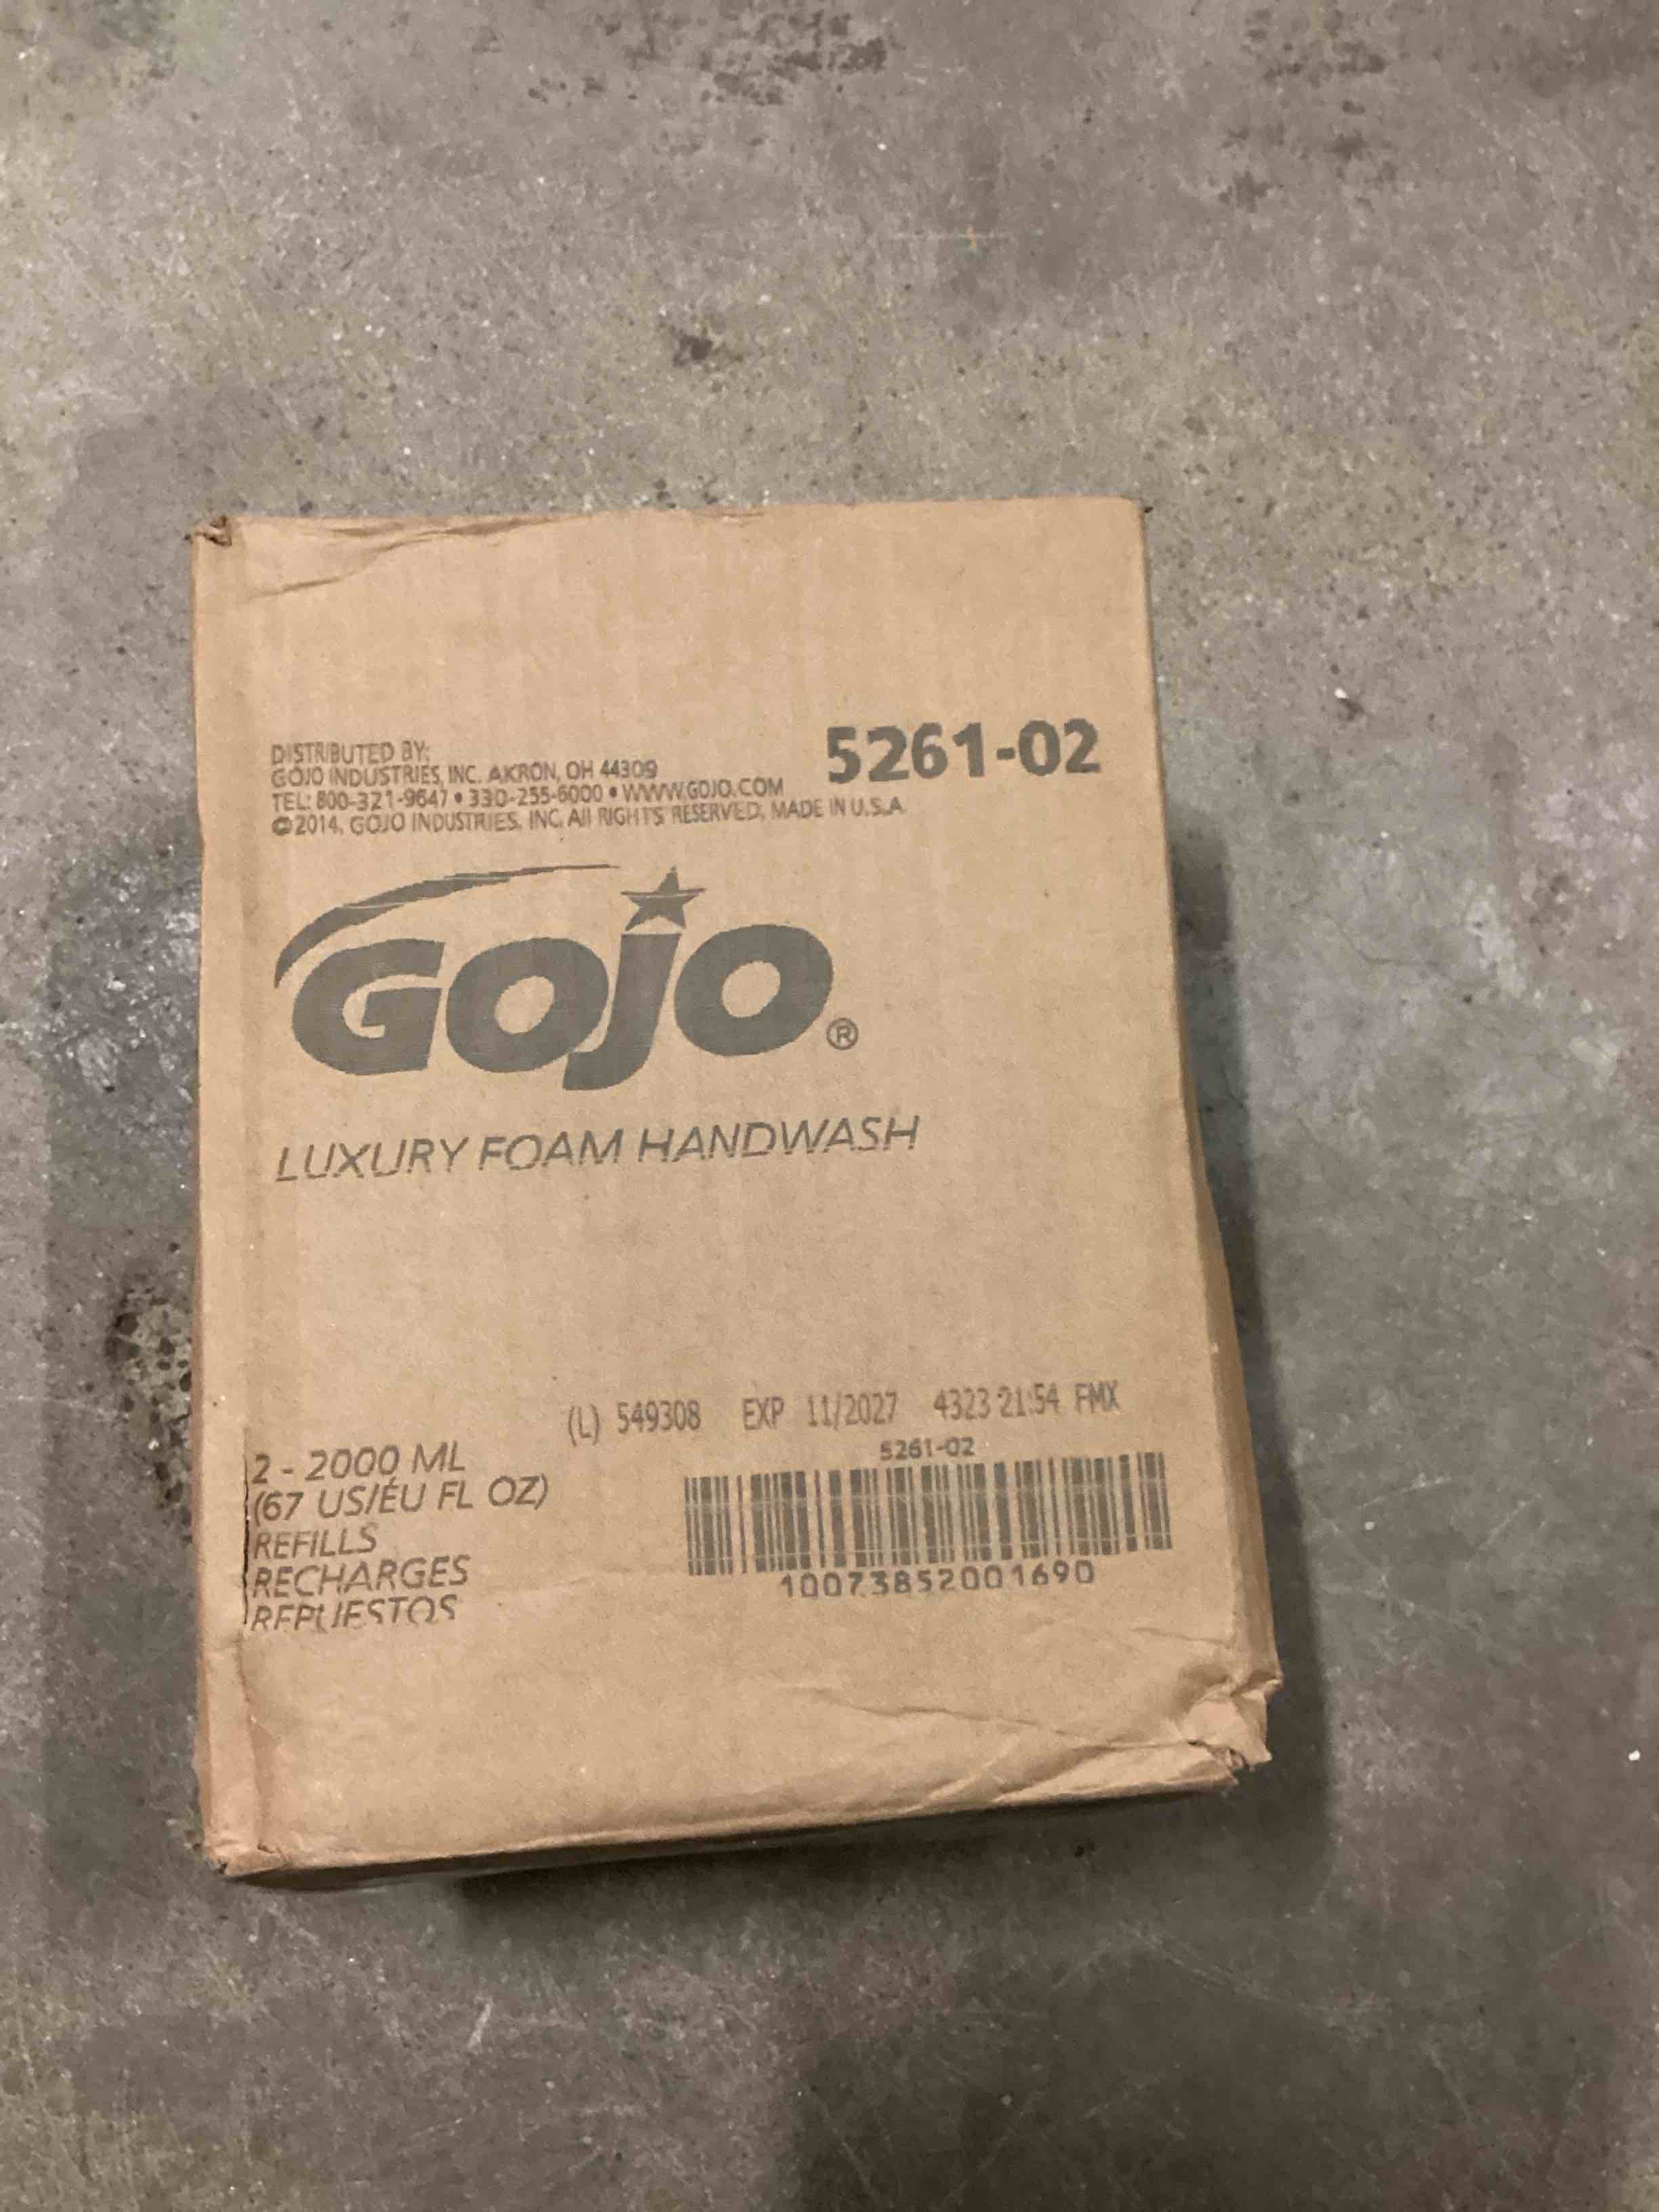 DISTRIBUTED BY:
GOJO INDUSTRIES, INC. AKRON, OH 44309
TEL: 800-321-9647 • 330-255-6000 • WWW.GOJO.COM
©2014. GOJO INDUSTRIES, INC. All RIGHTS RESERVED. MADE IN U.S.A.
5261-02
GOJO®
LUXURY FOAM HANDWASH
(L) 549308 EXP 11/2027 4323 21:54 FMX
2 - 2000 ML
(67 US/ÉU FL OZ)
REFILLS
RECHARGES
REPUESTOS
5261-02
10073852001690